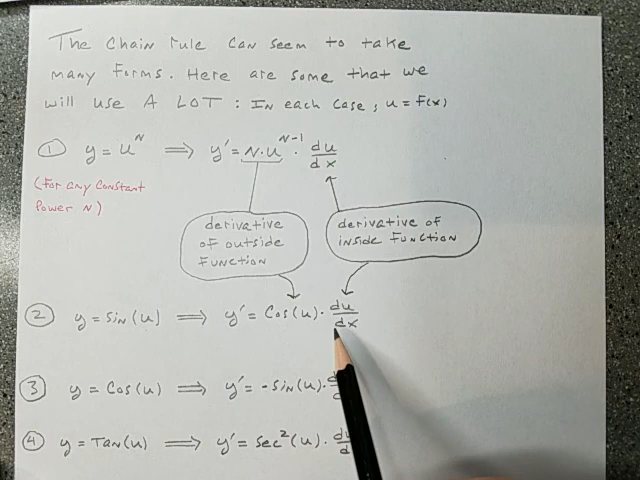 The Chain rule can seem to take
many forms. Here are some that we
will use A LOT: In each case, u = F(x)
① y = u^N ⟹ y' = N·u^(N-1) · du/dx
(For any Constant
Power N)
derivative
of outside
Function
derivative of
inside Function
② y = Sin(u) ⟹ y' = Cos(u) · du/dx
③ y = Cos(u) ⟹ y' = -Sin(u) · d
④ y = Tan(u) ⟹ y' = Sec²(u) · du